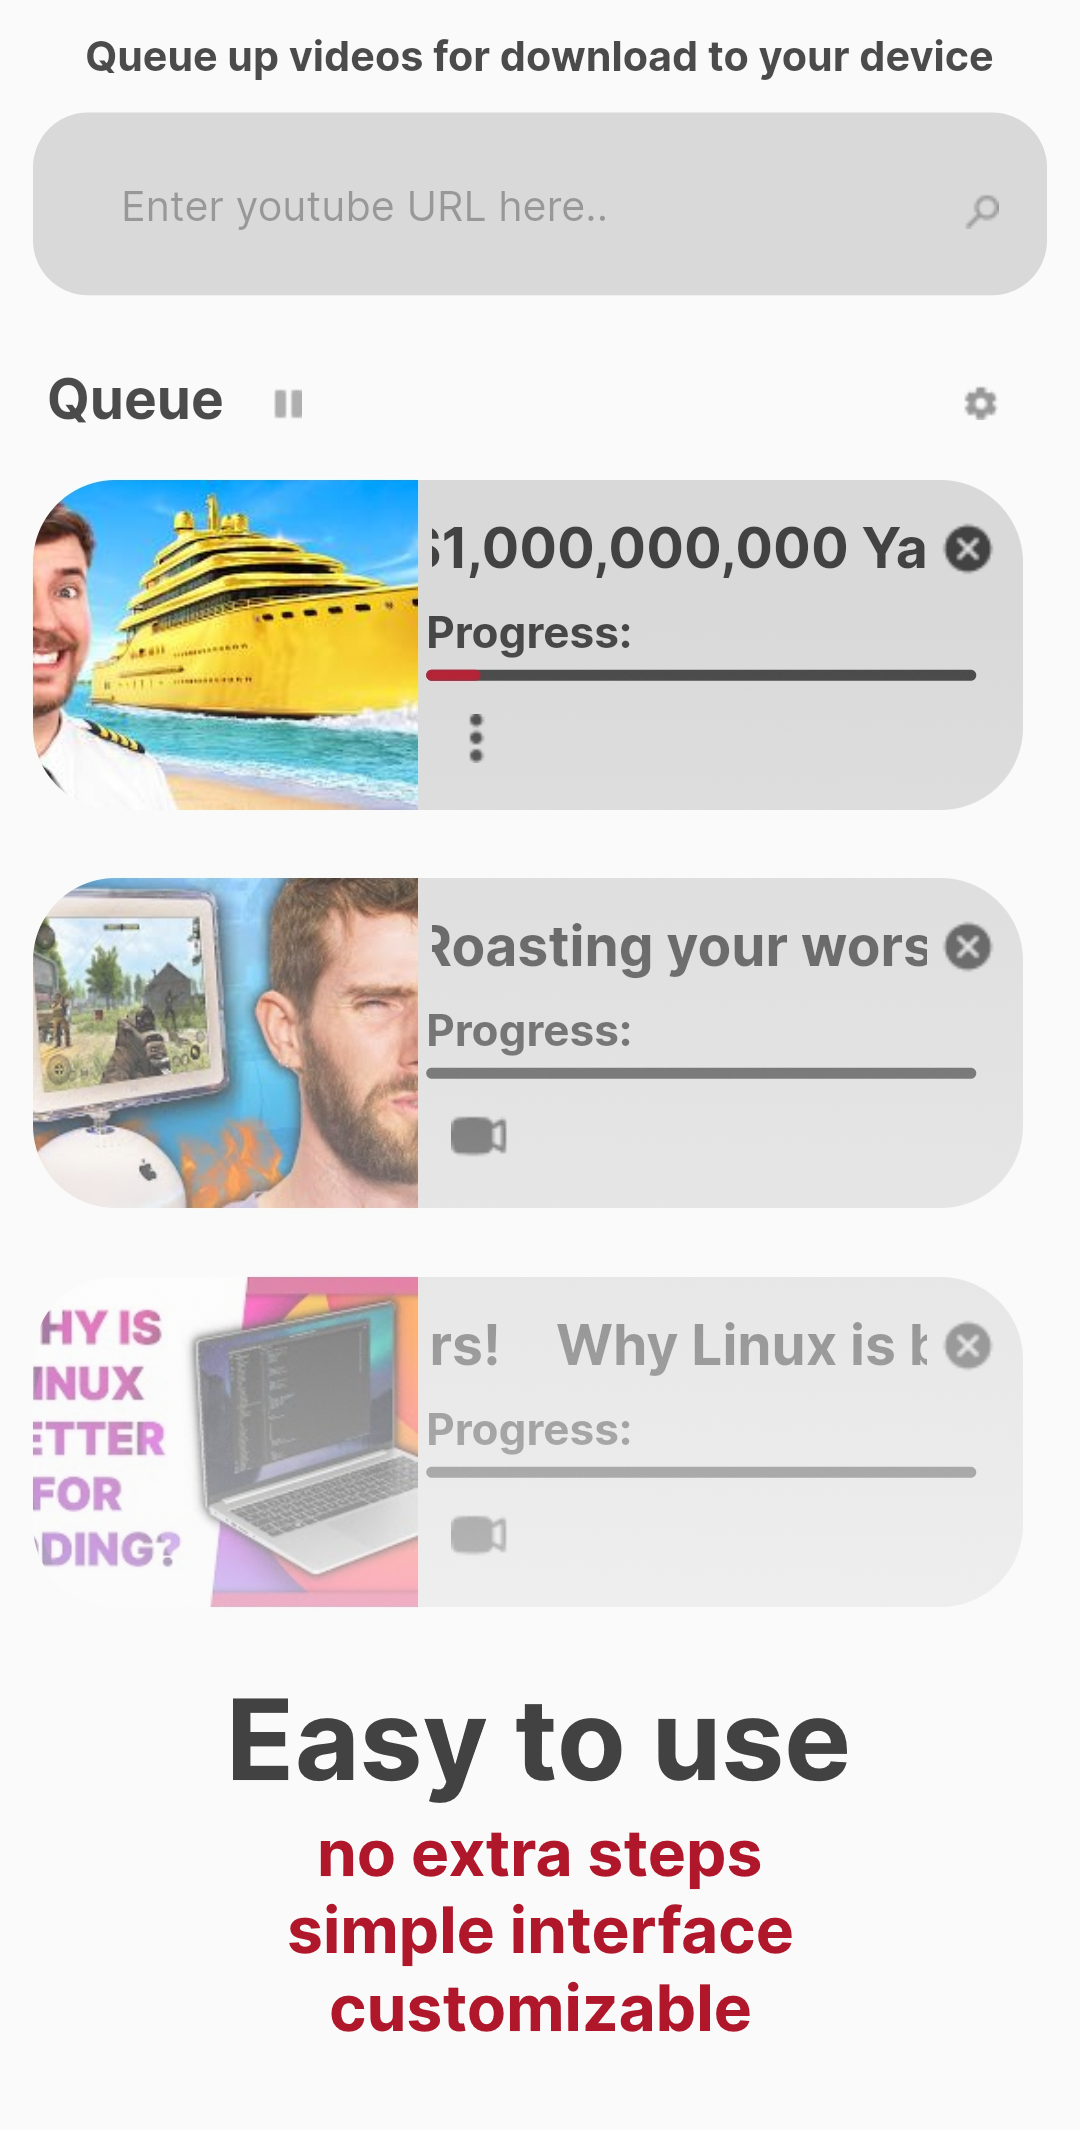 Queue up videos for download to your device
Enter youtube URL here..
Queue
$1,000,000,000 Ya
Progress:
Roasting your wors
Progress:
HY IS
INUX
ETTER
FOR
DING?
rs! Why Linux is b
Progress:
Easy to use
no extra steps
simple interface
customizable